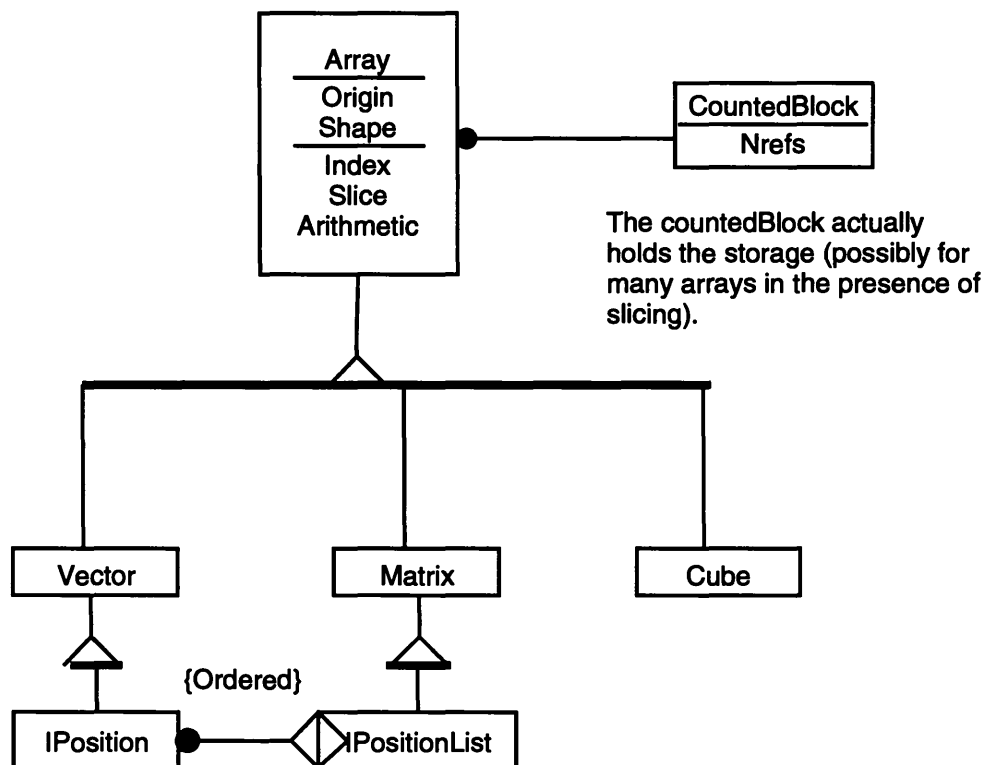 Array
Origin
Shape
Index
Slice
Arithmetic
CountedBlock
Nrefs
The countedBlock actually
holds the storage (possibly for
many arrays in the presence of
slicing).
Vector
Matrix
Cube
{Ordered}
IPosition
IPositionList